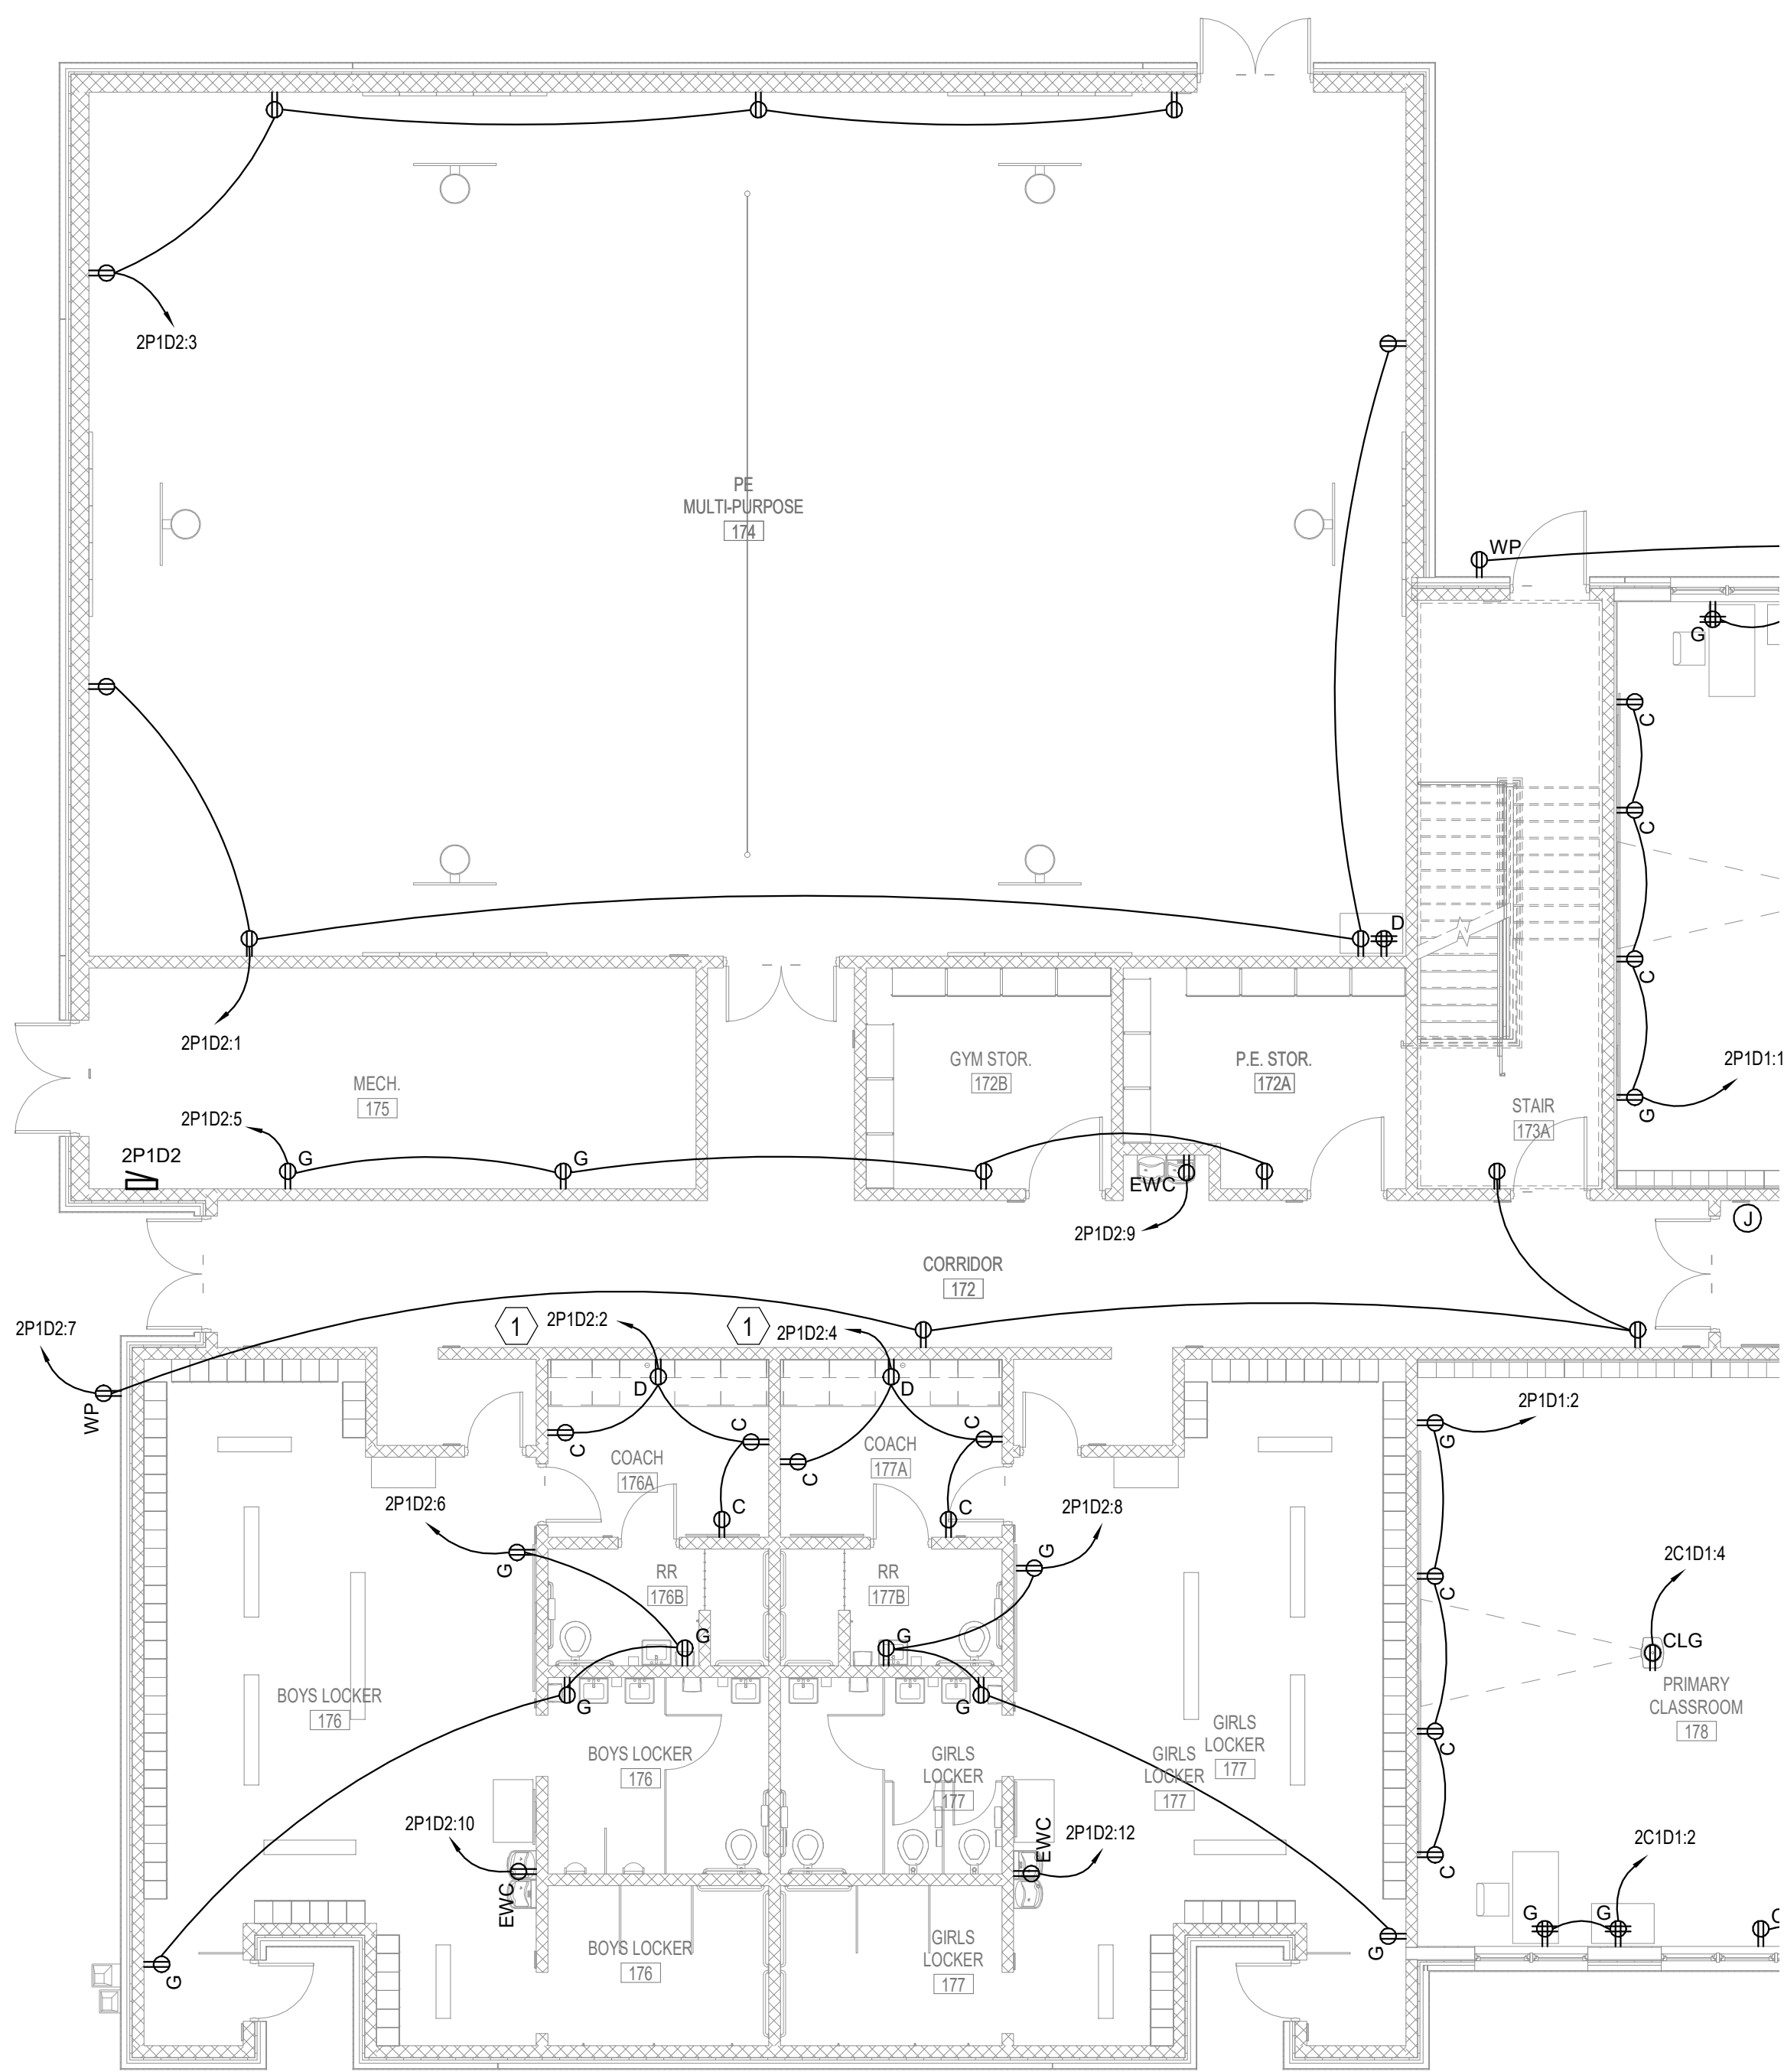 2P1D2:3
PE
MULTI-PURPOSE
174
WP
G
C
C
D
C
2P1D2:1
2P1D1:1
GYM STOR.
172B
P.E. STOR.
172A
MECH.
175
G
STAIR
173A
2P1D2:5
2P1D2
G
G
EWC
J
2P1D2:9
CORRIDOR
172
2P1D2:7
1
2P1D2:2
1
2P1D2:4
WP
D
D
2P1D1:2
C
C
C
C
G
COACH
176A
COACH
177A
2P1D2:6
C
C
2P1D2:8
G
G
2C1D1:4
RR
176B
RR
177B
C
G
G
CLG
BOYS LOCKER
176
G
G
PRIMARY
CLASSROOM
178
GIRLS
LOCKER
177
C
BOYS LOCKER
176
GIRLS
LOCKER
177
GIRLS
LOCKER
177
2P1D2:10
2P1D2:12
2C1D1:2
EWC
EWC
C
G
G
BOYS LOCKER
176
GIRLS
LOCKER
177
G
G